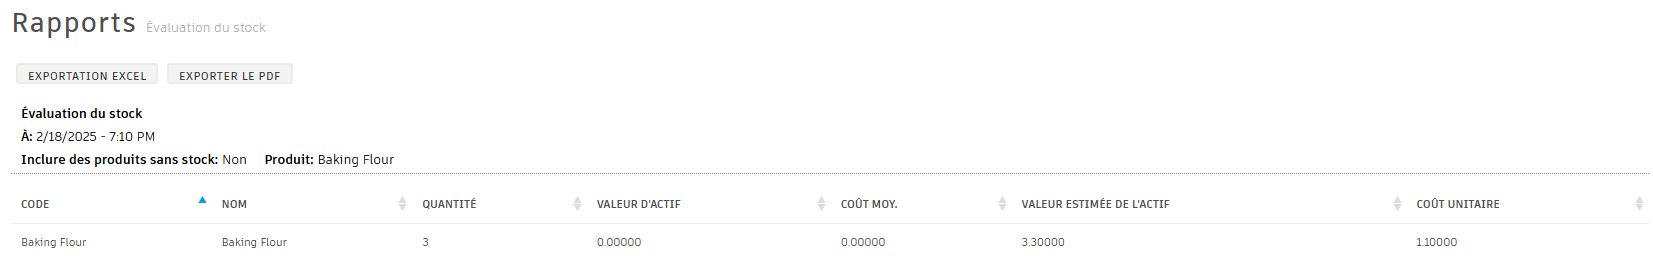 Rapports Évaluation du stock
EXPORTATION EXCEL EXPORTER LE PDF
Évaluation du stock
À: 2/18/2025 - 7:10 PM
Inclure des produits sans stock: Non Produit: Baking Flour
CODE NOM QUANTITÉ VALEUR D'ACTIF COÛT MOY. VALEUR ESTIMÉE DE L'ACTIF COÛT UNITAIRE
Baking Flour Baking Flour 3 0.00000 0.00000 3.30000 1.10000